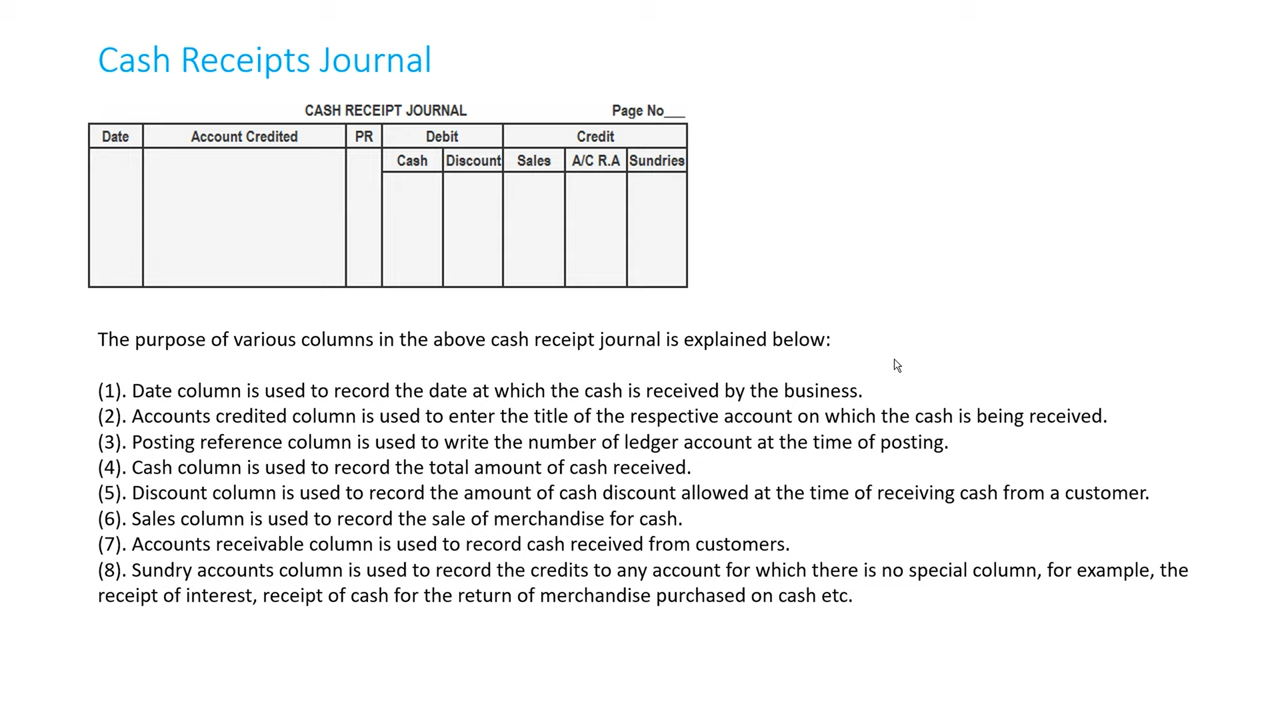 Cash Receipts Journal
CASH RECEIPT JOURNAL Page No___
Date Account Credited PR Debit Credit
Cash Discount Sales A/C R.A Sundries
The purpose of various columns in the above cash receipt journal is explained below:
(1). Date column is used to record the date at which the cash is received by the business.
(2). Accounts credited column is used to enter the title of the respective account on which the cash is being received.
(3). Posting reference column is used to write the number of ledger account at the time of posting.
(4). Cash column is used to record the total amount of cash received.
(5). Discount column is used to record the amount of cash discount allowed at the time of receiving cash from a customer.
(6). Sales column is used to record the sale of merchandise for cash.
(7). Accounts receivable column is used to record cash received from customers.
(8). Sundry accounts column is used to record the credits to any account for which there is no special column, for example, the
receipt of interest, receipt of cash for the return of merchandise purchased on cash etc.